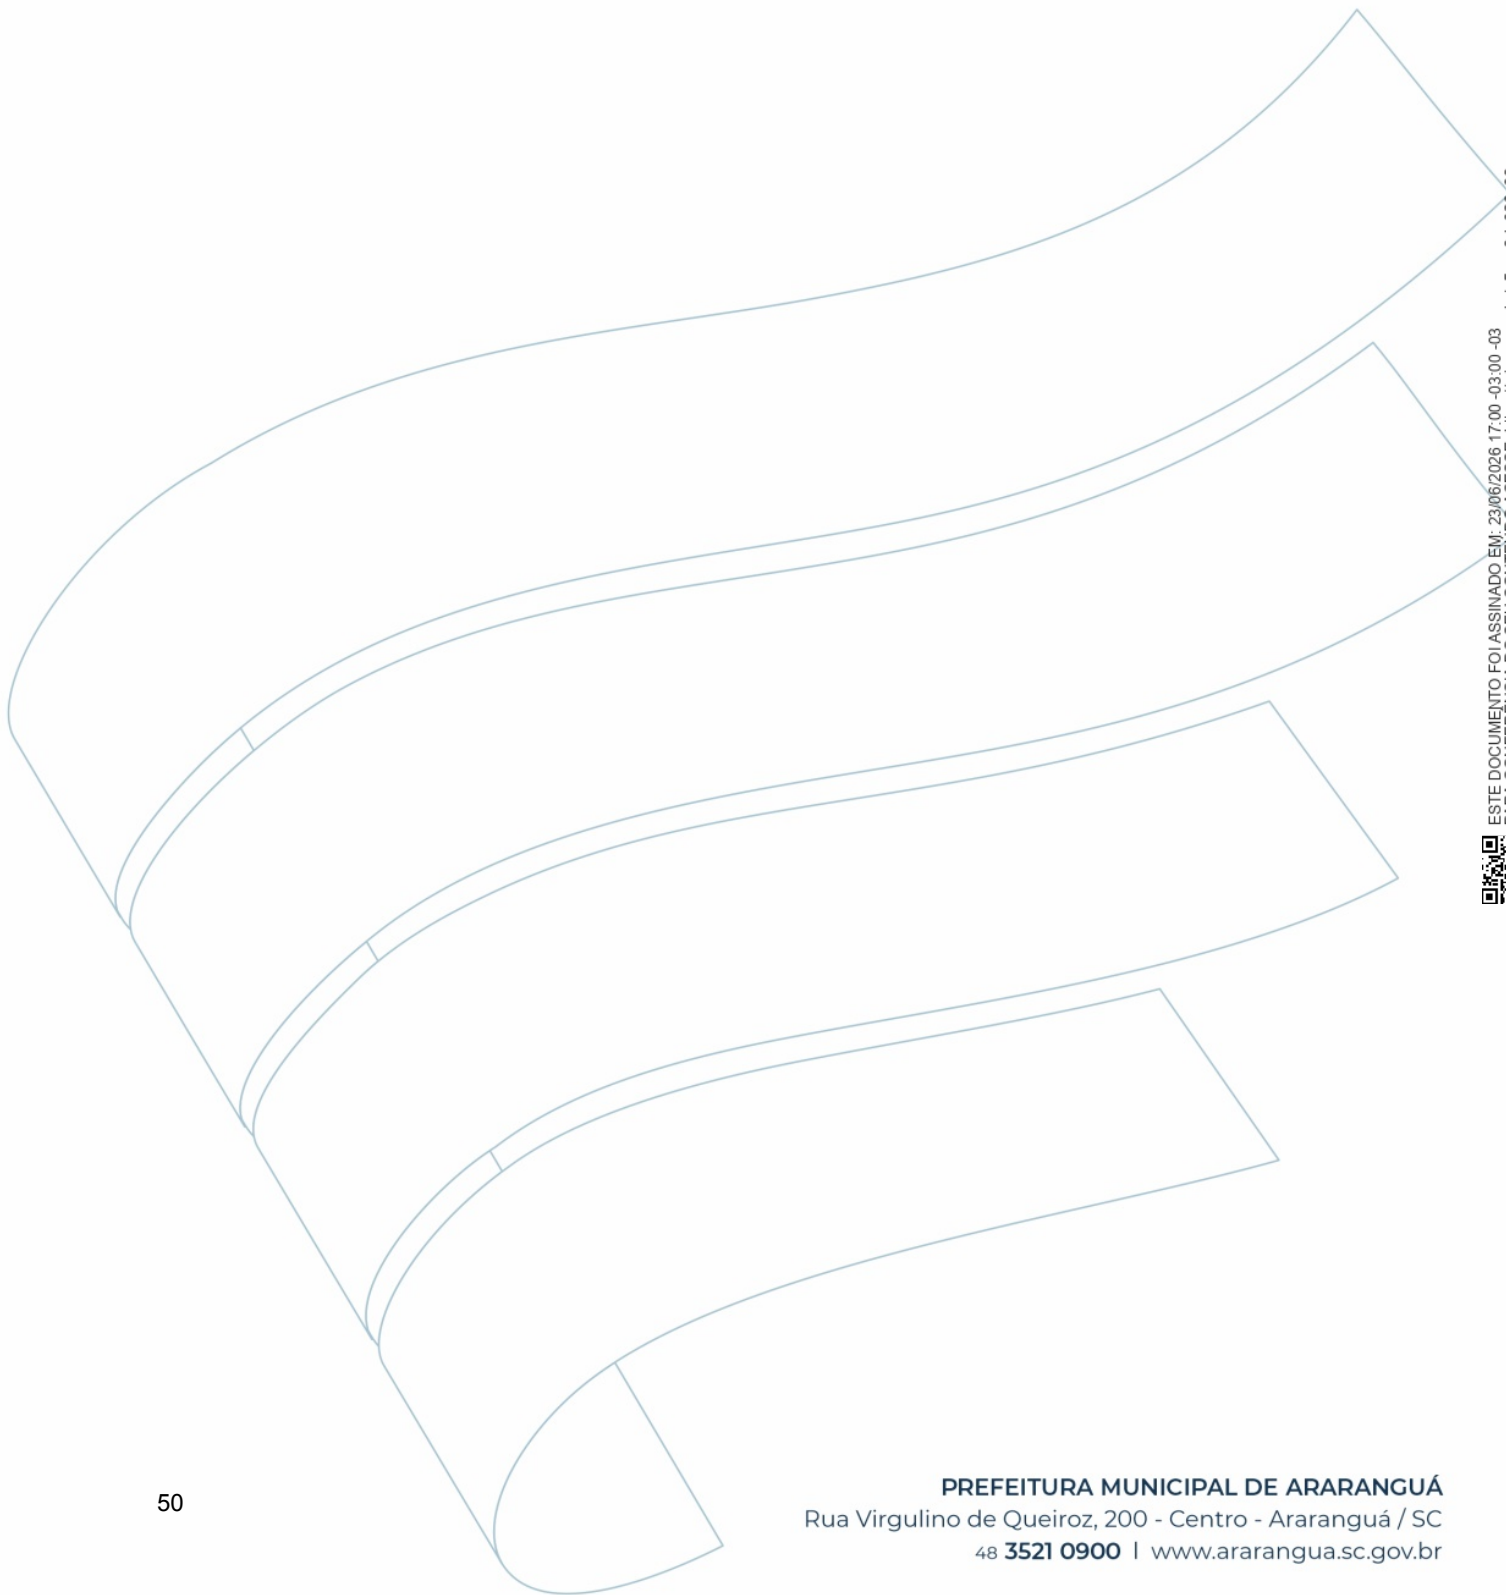 ESTE DOCUMENTO FOI ASSINADO EM: 23/06/2026 17:00 -03:00 -03
50
PREFEITURA MUNICIPAL DE ARARANGUÁ
Rua Virgulino de Queiroz, 200 - Centro - Araranguá / SC
48 3521 0900 | www.ararangua.sc.gov.br